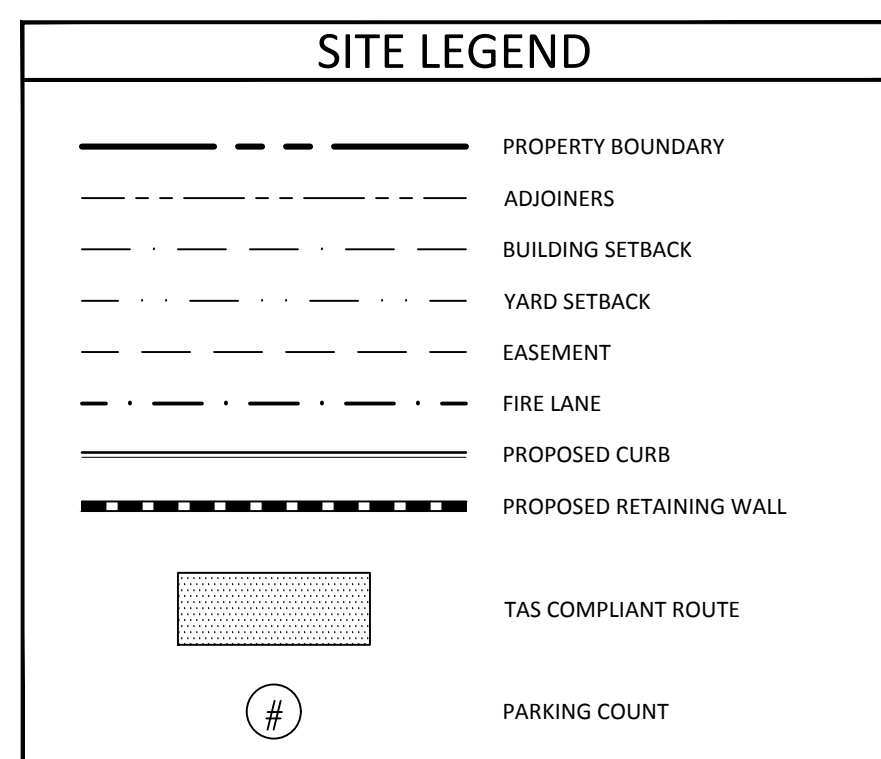 SITE LEGEND
PROPERTY BOUNDARY
ADJOINERS
BUILDING SETBACK
YARD SETBACK
EASEMENT
FIRE LANE
PROPOSED CURB
PROPOSED RETAINING WALL
TAS COMPLIANT ROUTE
# PARKING COUNT